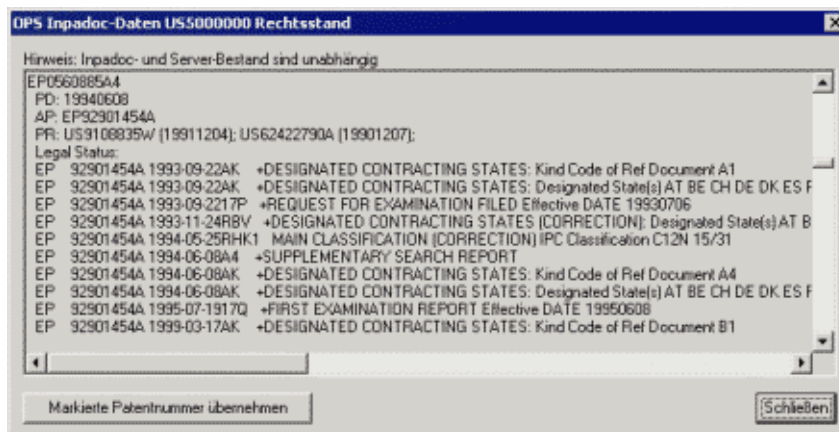 OPS Inpadoc-Daten US5000000 Rechtsstand
Hinweis: Inpadoc- und Server-Bestand sind unabhängig
EP0560885A4
PD: 19940608
AP: EP92901454A
PR: US9108835W (19911204); US62422790A (19901207);
Legal Status:
EP 92901454A 1993-09-22AK +DESIGNATED CONTRACTING STATES: Kind Code of Ref Document A1
EP 92901454A 1993-09-22AK +DESIGNATED CONTRACTING STATES: Designated State(s) AT BE CH DE DK ES F
EP 92901454A 1993-09-2217P +REQUEST FOR EXAMINATION FILED Effective DATE 19930706
EP 92901454A 1993-11-24RBV +DESIGNATED CONTRACTING STATES (CORRECTION): Designated State(s) AT B
EP 92901454A 1994-05-25RHK1 MAIN CLASSIFICATION (CORRECTION) IPC Classification C12N 15/31
EP 92901454A 1994-06-08A4 +SUPPLEMENTARY SEARCH REPORT
EP 92901454A 1994-06-08AK +DESIGNATED CONTRACTING STATES: Kind Code of Ref Document A4
EP 92901454A 1994-06-08AK +DESIGNATED CONTRACTING STATES: Designated State(s) AT BE CH DE DK ES F
EP 92901454A 1995-07-1917Q +FIRST EXAMINATION REPORT Effective DATE 19950608
EP 92901454A 1999-03-17AK +DESIGNATED CONTRACTING STATES: Kind Code of Ref Document B1
Markierte Patentnummer übernehmen
Schließen